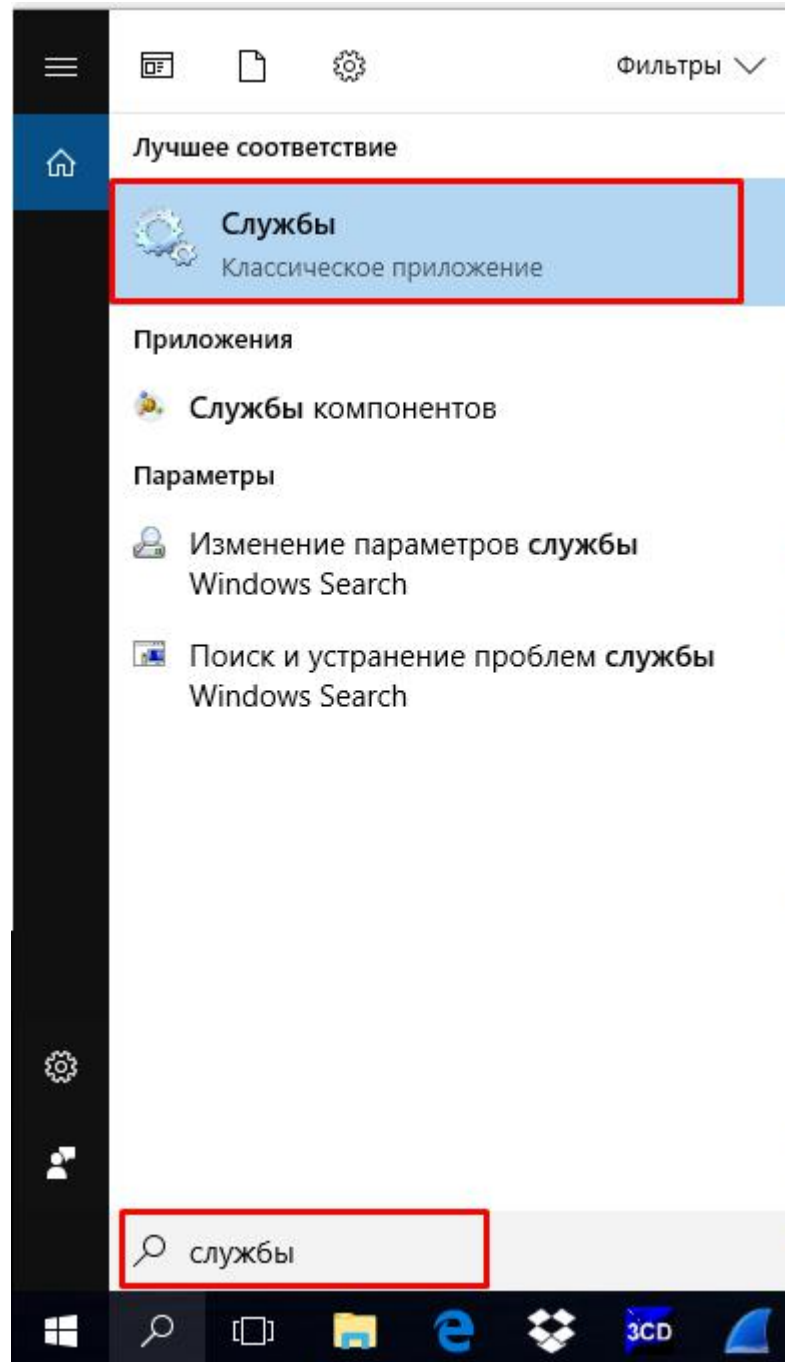 Фильтры
Лучшее соответствие
Службы
Классическое приложение
Приложения
Службы компонентов
Параметры
Изменение параметров службы
Windows Search
Поиск и устранение проблем службы
Windows Search
службы
3CD